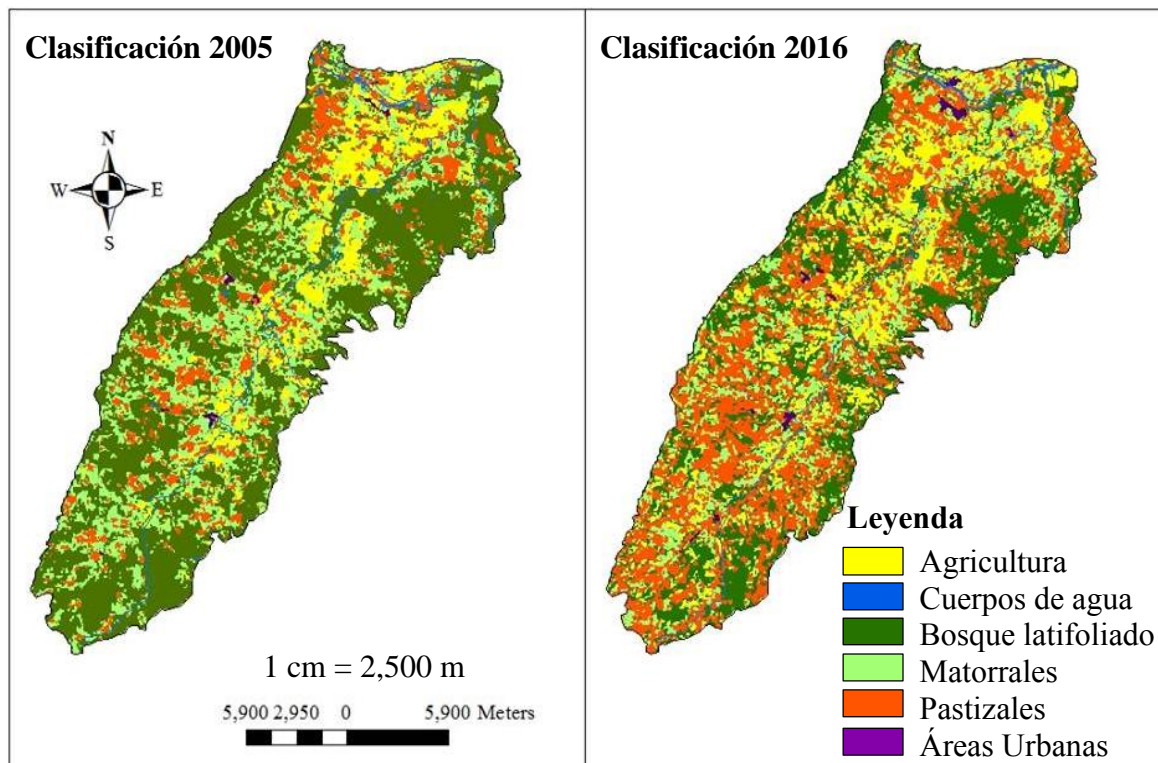 Clasificación 2005
N
W E
S
1 cm = 2,500 m
5,900 2,950 0 5,900 Meters
Clasificación 2016
Leyenda
Agricultura
Cuerpos de agua
Bosque latifoliado
Matorrales
Pastizales
Áreas Urbanas